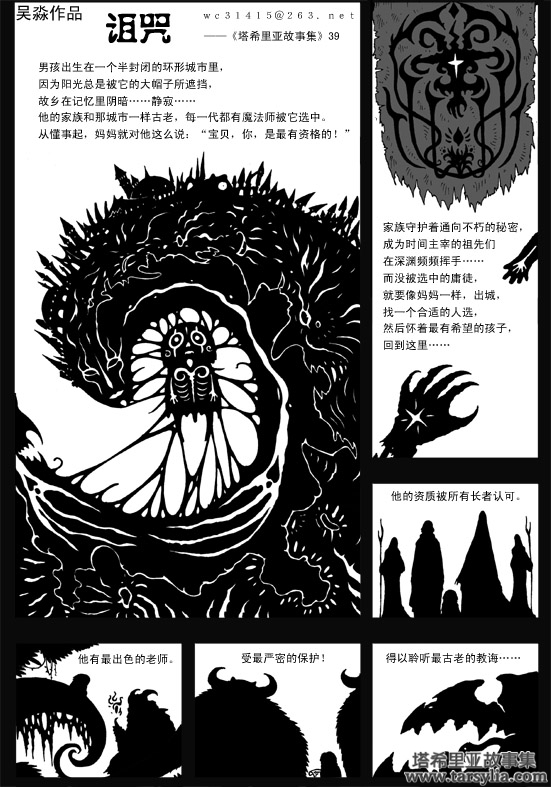 吴淼作品
诅咒
wc31415@263.net
——《塔希里亚故事集》39
男孩出生在一个半封闭的环形城市里，
因为阳光总是被它的大帽子所遮挡，
故乡在记忆里阴暗……静寂……
他的家族和那城市一样古老，每一代都有魔法师被它选中。
从懂事起，妈妈就对他这么说：“宝贝，你，是最有资格的！”
家族守护着通向不朽的秘密，
成为时间主宰的祖先们
在深渊频频挥手……
而没被选中的庸徒，
就要像妈妈一样，出城，
找一个合适的人选，
然后怀着最有希望的孩子，
回到这里……
他的资质被所有长者认可。
他有最出色的老师。
受最严密的保护！
得以聆听最古老的教诲……
塔希里亚故事集
www.tarsylia.com